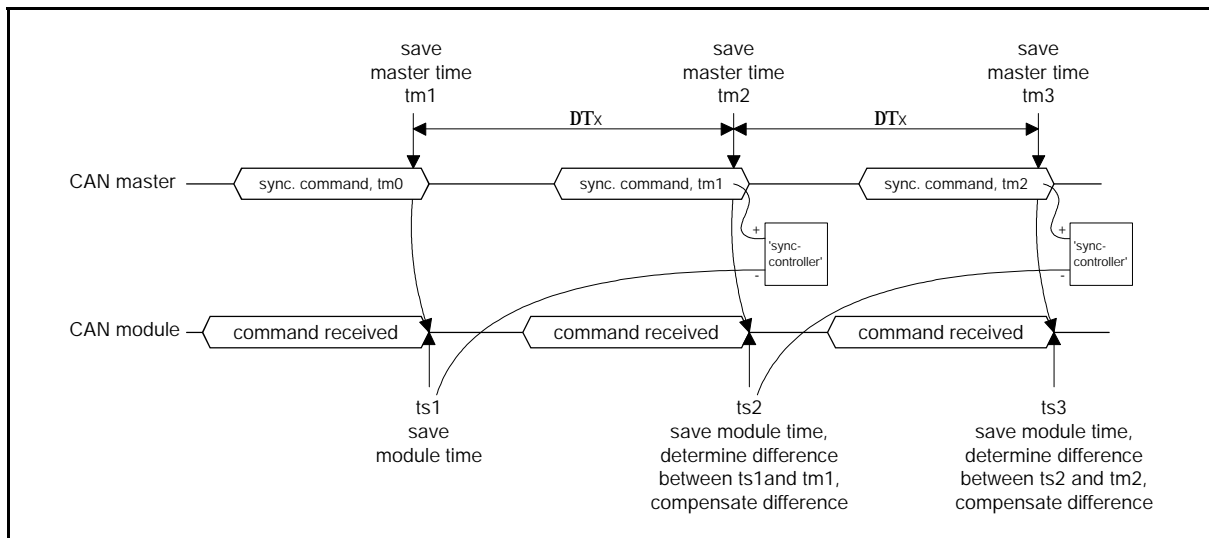 save
master time
tm1
save
master time
tm2
save
master time
tm3
DTx
DTx
CAN master
sync. command, tm0
sync. command, tm1
sync. command, tm2
+
'sync-
controller'
-
+
'sync-
controller'
-
CAN module
command received
command received
command received
ts1
save
module time
ts2
save module time,
determine difference
between ts1and tm1,
compensate difference
ts3
save module time,
determine difference
between ts2 and tm2,
compensate difference